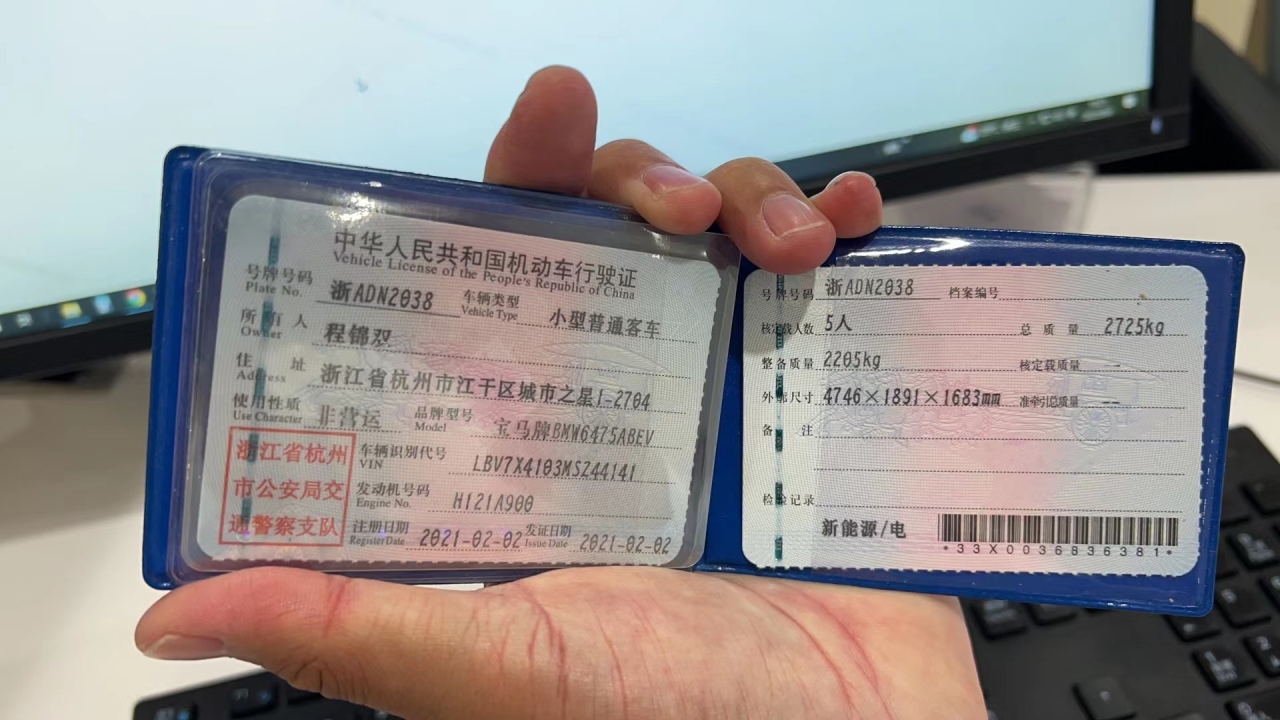 中华人民共和国机动车行驶证
Vehicle License of the People's Republic of China
号牌号码 浙ADN2038 车辆类型 小型普通客车
Plate No. Vehicle Type
所有人 程锦双
Owner
住址 浙江省杭州市江干区城市之星1-2704
Address
使用性质 非营运 品牌型号 宝马牌BMW6475ABEV
Use Character Model
浙江省杭州
市公安局交
通警察支队
车辆识别代号 LBV7X4103MSZ44141
VIN
发动机号码 H121A900
Engine No.
注册日期 2021-02-02 发证日期 2021-02-02
Register Date Issue Date
号牌号码 浙ADN2038 档案编号
核定载人数 5人 总质量 2725kg
整备质量 2205kg 核定载质量 --
外廓尺寸 4746×1891×1683mm 准牵引总质量 --
备注
检验记录
新能源/电
*33X0036836381*